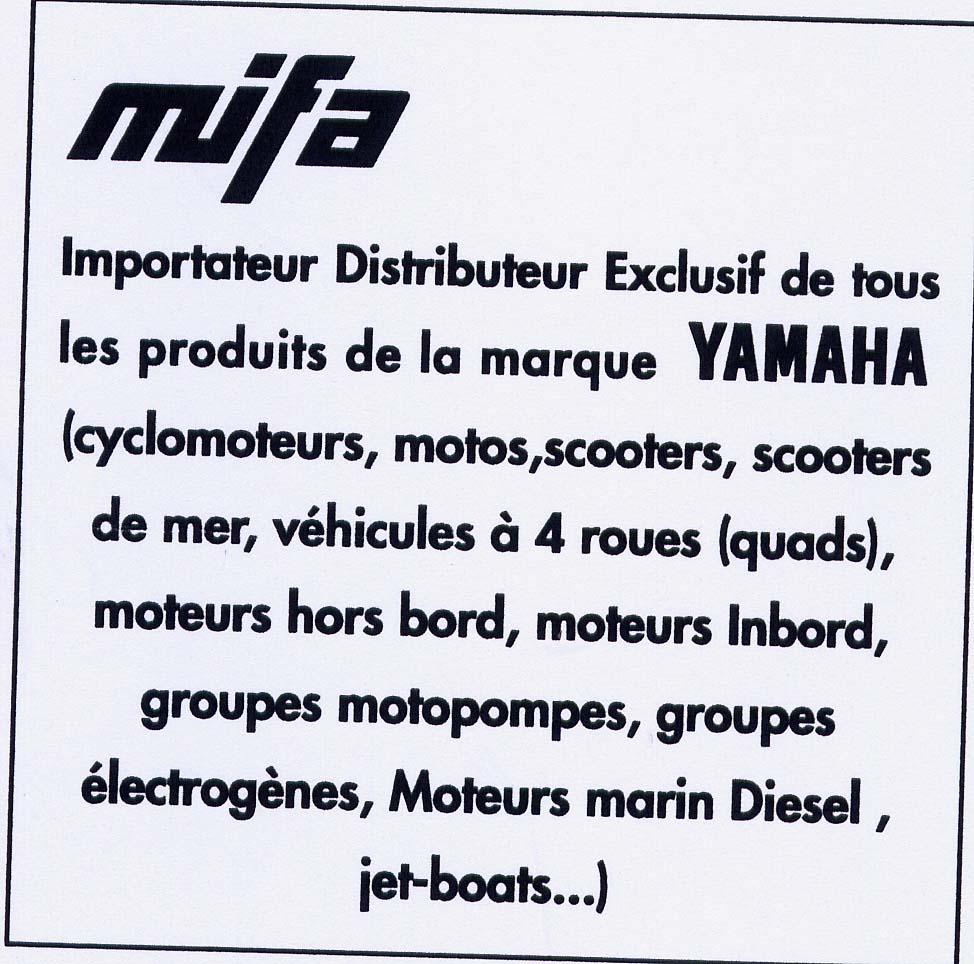 mifa
Importateur Distributeur Exclusif de tous
les produits de la marque YAMAHA
(cyclomoteurs, motos,scooters, scooters
de mer, véhicules à 4 roues (quads),
moteurs hors bord, moteurs Inbord,
groupes motopompes, groupes
électrogènes, Moteurs marin Diesel ,
jet-boats...)